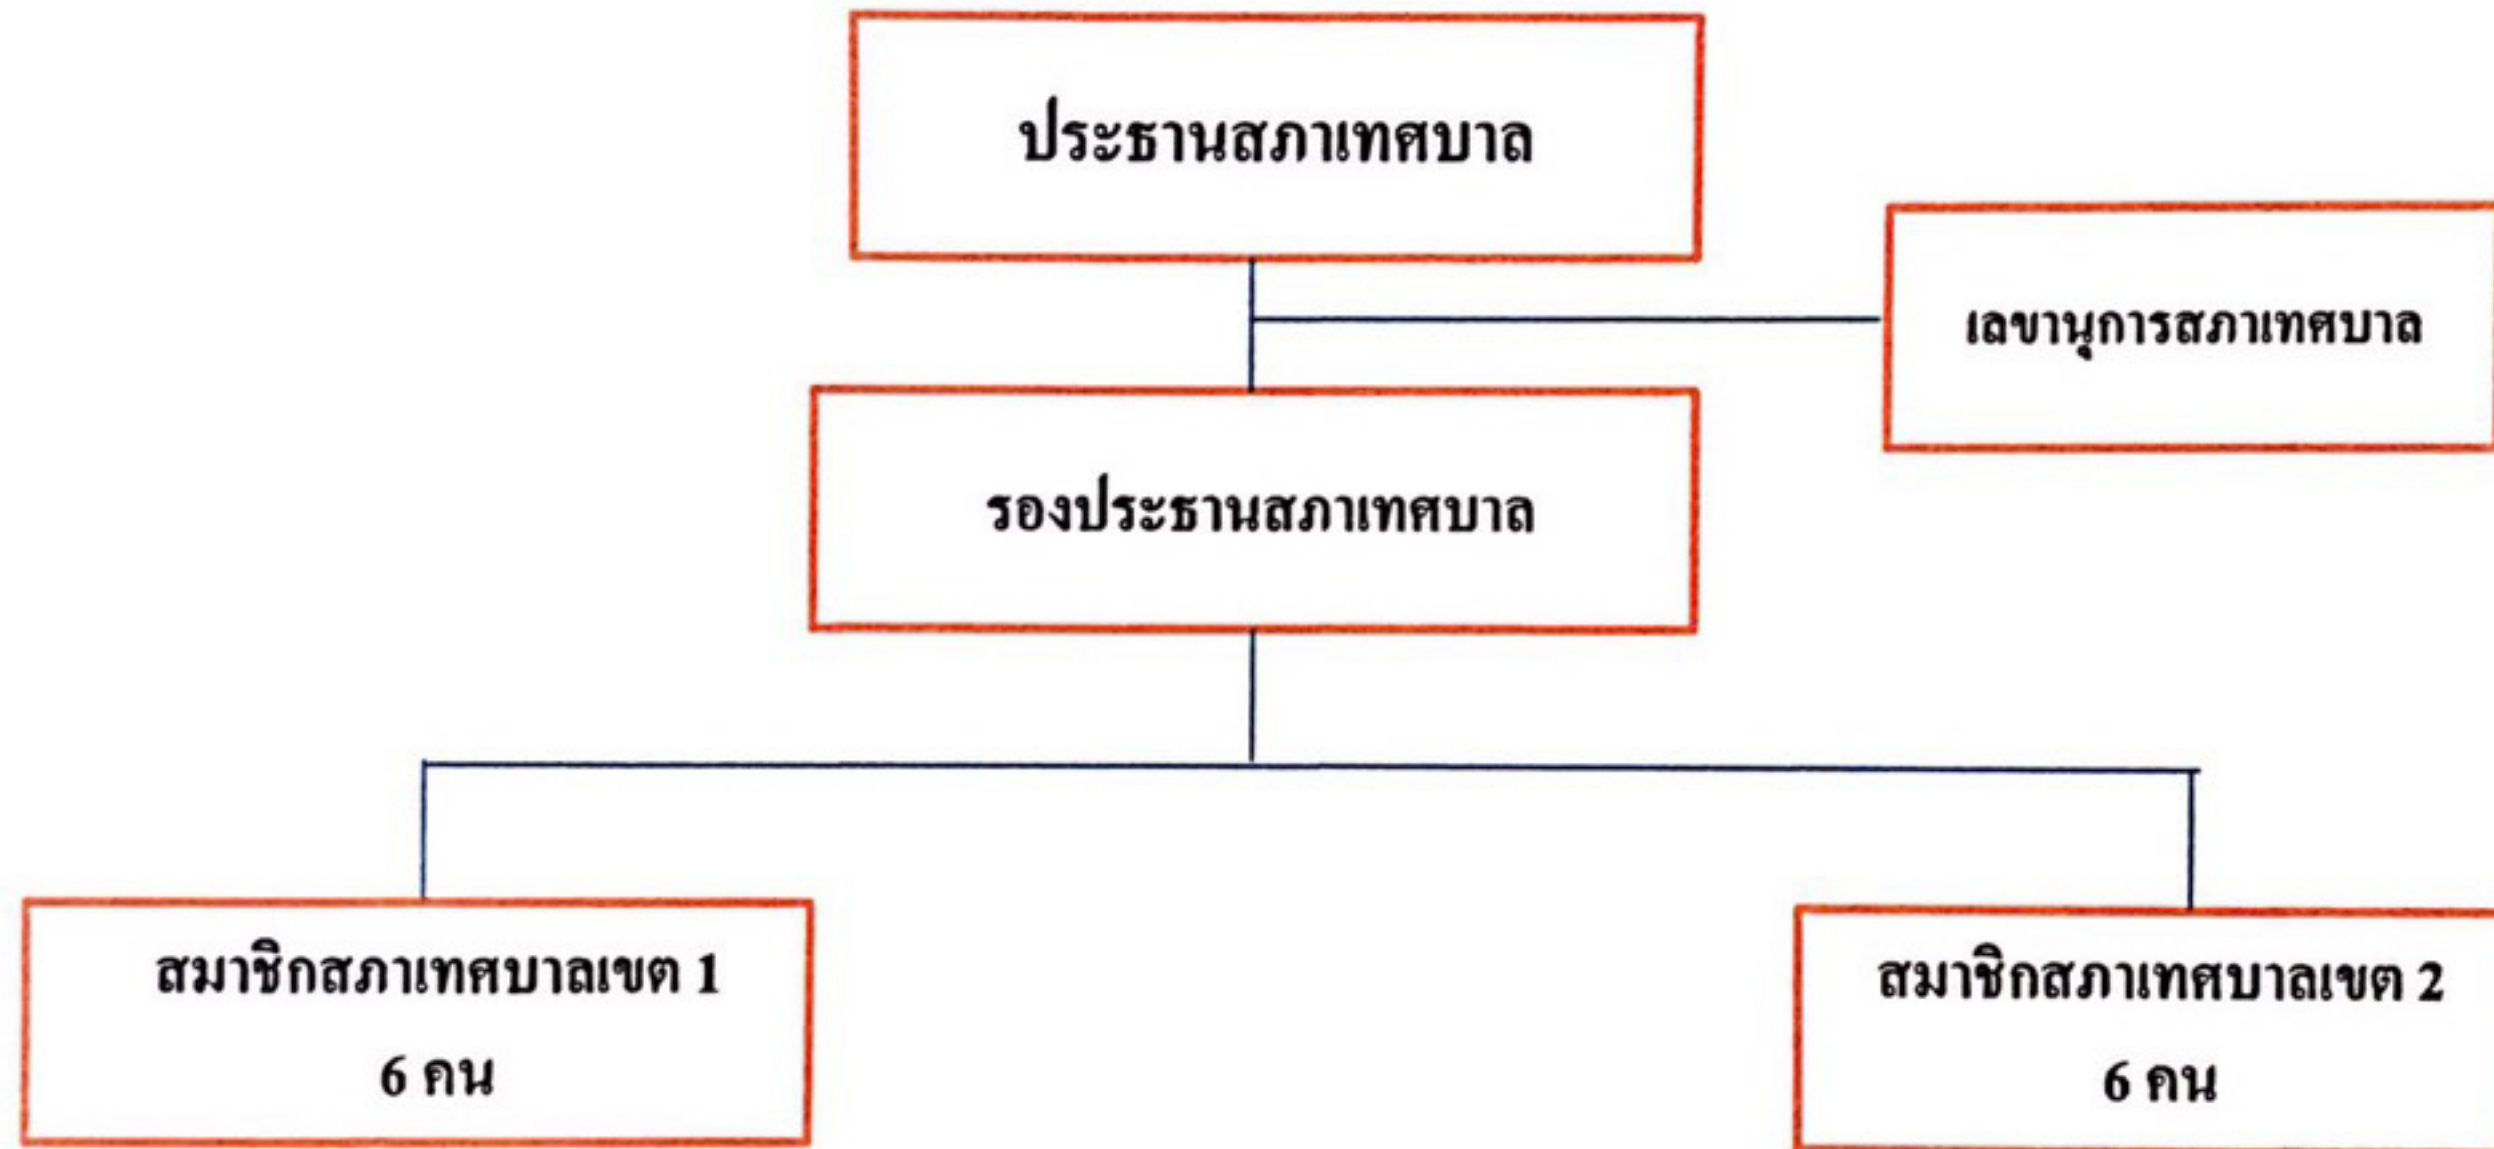 ประธานสภาเทศบาล
เลขานุการสภาเทศบาล
รองประธานสภาเทศบาล
สมาชิกสภาเทศบาลเขต 1
6 คน
สมาชิกสภาเทศบาลเขต 2
6 คน